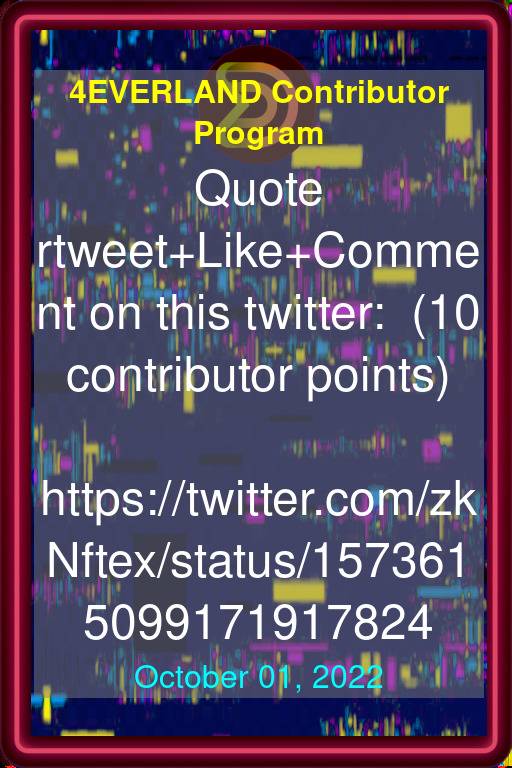 4EVERLAND Contributor
Program
Quote
rtweet+Like+Comme
nt on this twitter:  (10
contributor points)
https://twitter.com/zk
Nftex/status/157361
5099171917824
October 01, 2022